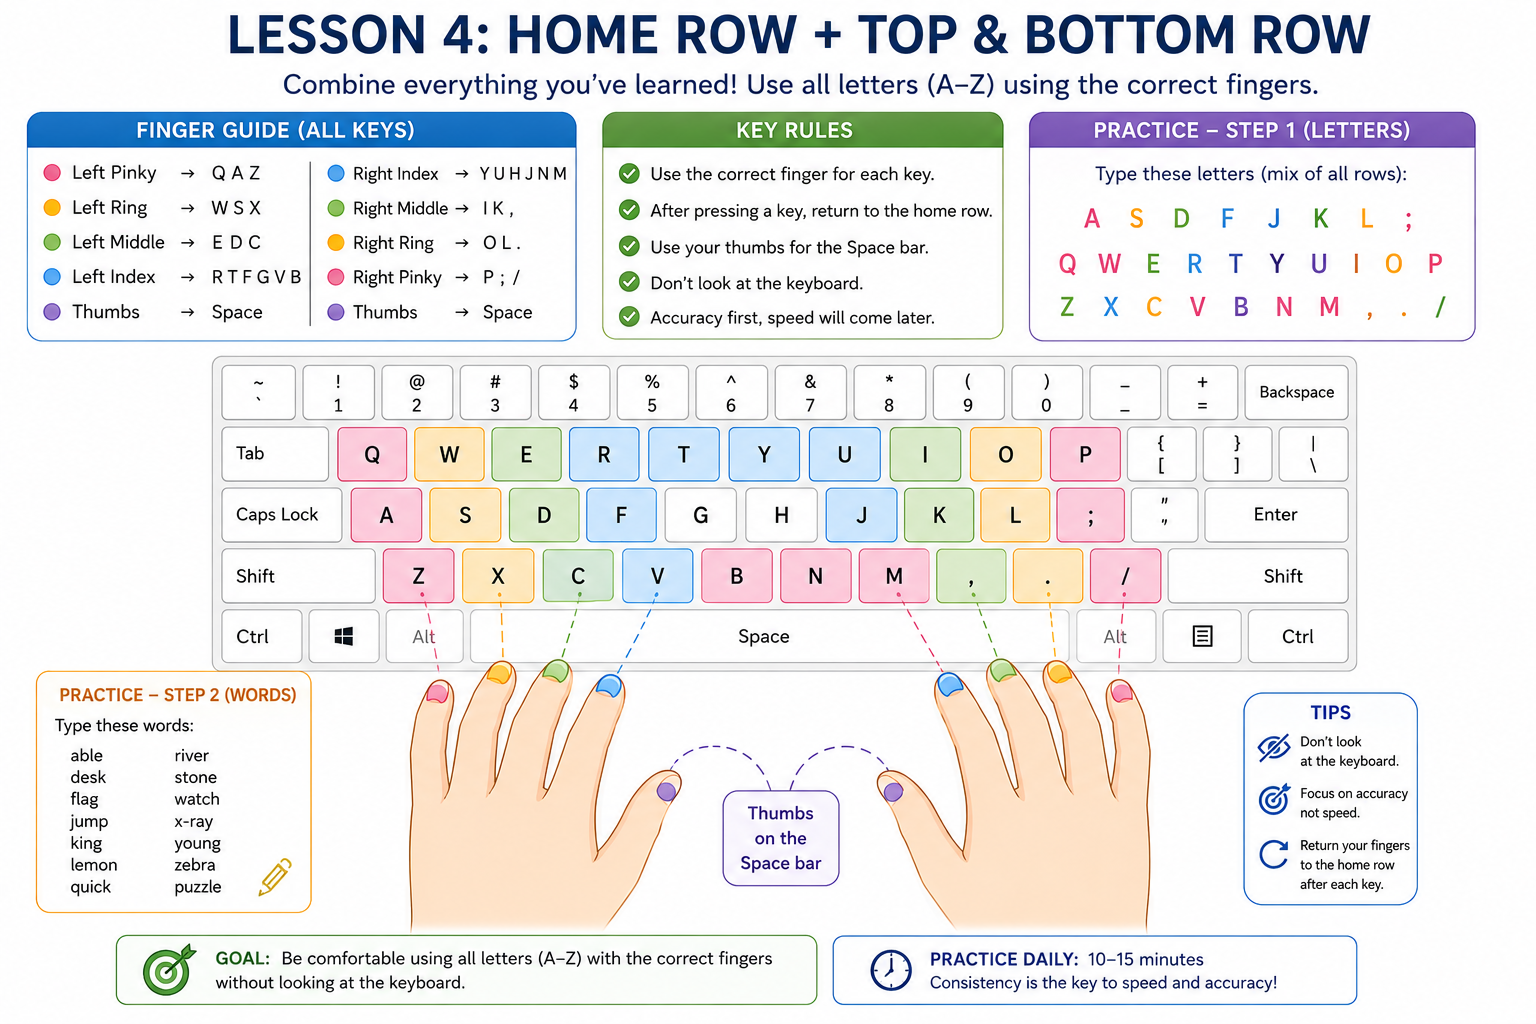 LESSON 4: HOME ROW + TOP & BOTTOM ROW
Combine everything you've learned! Use all letters (A–Z) using the correct fingers.
FINGER GUIDE (ALL KEYS)
Left Pinky → Q A Z
Left Ring → W S X
Left Middle → E D C
Left Index → R T F G V B
Thumbs → Space
Right Index → Y U H J N M
Right Middle → I K ,
Right Ring → O L .
Right Pinky → P ; /
Thumbs → Space
KEY RULES
Use the correct finger for each key.
After pressing a key, return to the home row.
Use your thumbs for the Space bar.
Don't look at the keyboard.
Accuracy first, speed will come later.
PRACTICE – STEP 1 (LETTERS)
Type these letters (mix of all rows):
A S D F J K L ;
Q W E R T Y U I O P
Z X C V B N M , . /
~ ! @ # $ % ^ & * ( ) _ +
` 1 2 3 4 5 6 7 8 9 0 _ = Backspace
Tab Q W E R T Y U I O P { [ } ] | \
Caps Lock A S D F G H J K L ; " " Enter
Shift Z X C V B N M , . / Shift
Ctrl Alt Space Alt Ctrl
PRACTICE – STEP 2 (WORDS)
Type these words:
able river
desk stone
flag watch
jump x-ray
king young
lemon zebra
quick puzzle
Thumbs
on the
Space bar
TIPS
Don't look
at the keyboard.
Focus on accuracy
not speed.
Return your fingers
to the home row
after each key.
GOAL: Be comfortable using all letters (A–Z) with the correct fingers
without looking at the keyboard.
PRACTICE DAILY: 10–15 minutes
Consistency is the key to speed and accuracy!